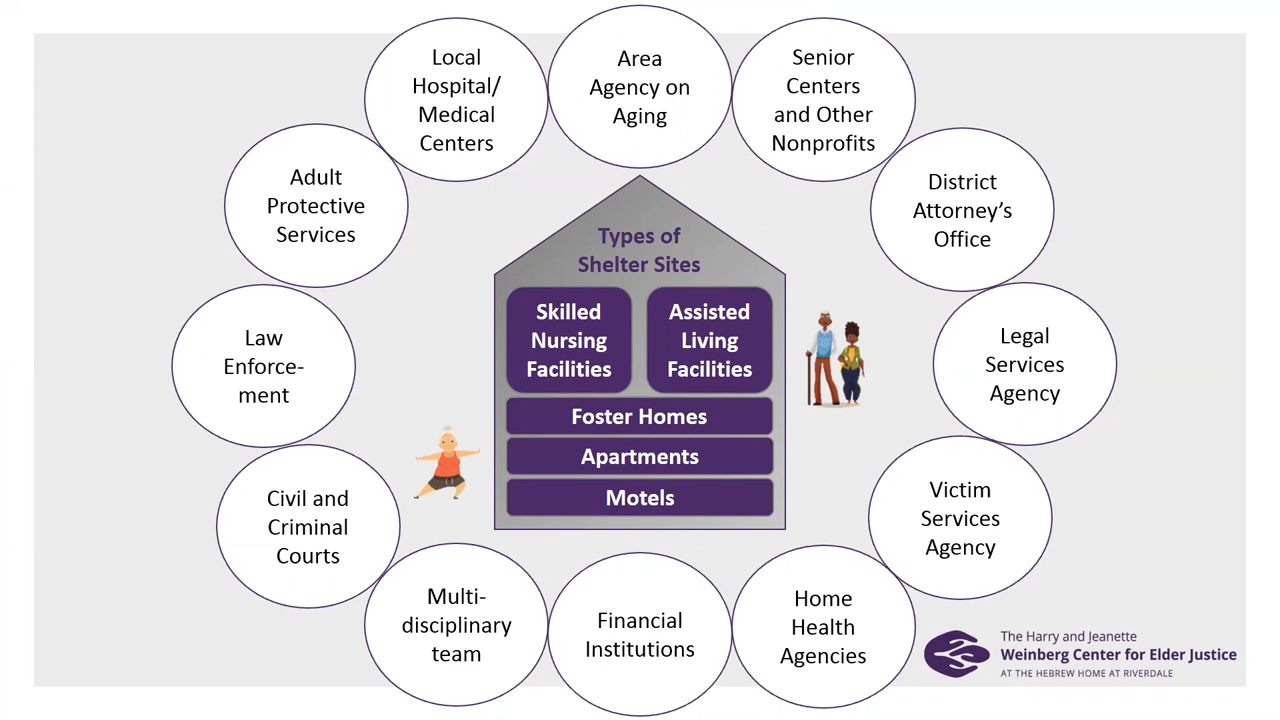 Local
Hospital/
Medical
Centers
Area
Agency on
Aging
Senior
Centers
and Other
Nonprofits
Adult
Protective
Services
District
Attorney’s
Office
Types of
Shelter Sites
Skilled
Nursing
Facilities
Assisted
Living
Facilities
Foster Homes
Apartments
Motels
Law
Enforce-
ment
Legal
Services
Agency
Civil and
Criminal
Courts
Victim
Services
Agency
Multi-
disciplinary
team
Financial
Institutions
Home
Health
Agencies
The Harry and Jeanette
Weinberg Center for Elder Justice
AT THE HEBREW HOME AT RIVERDALE